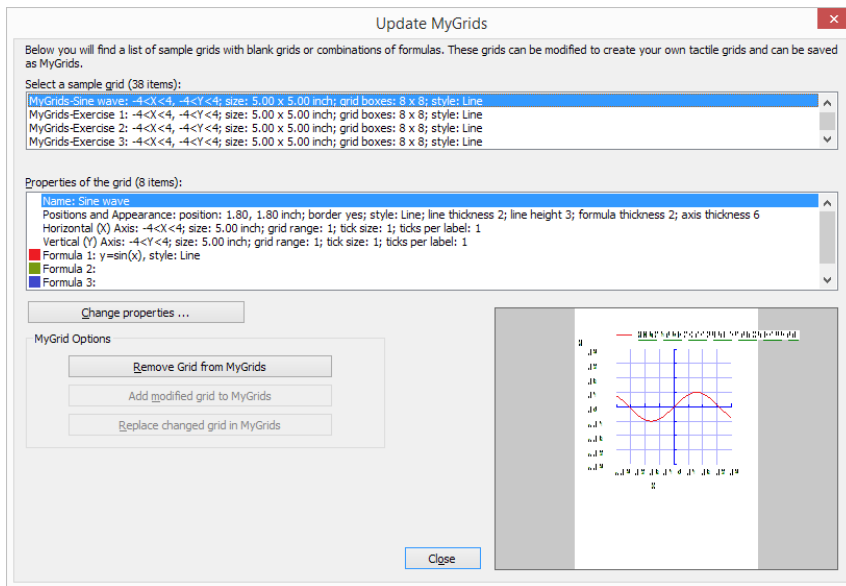 Update MyGrids
Below you will find a list of sample grids with blank grids or combinations of formulas. These grids can be modified to create your own tactile grids and can be saved
as MyGrids.
Select a sample grid (38 items):
MyGrids-Sine wave: -4<X<4, -4<Y<4; size: 5.00 x 5.00 inch; grid boxes: 8 x 8; style: Line
MyGrids-Exercise 1: -4<X<4, -4<Y<4; size: 5.00 x 5.00 inch; grid boxes: 8 x 8; style: Line
MyGrids-Exercise 2: -4<X<4, -4<Y<4; size: 5.00 x 5.00 inch; grid boxes: 8 x 8; style: Line
MyGrids-Exercise 3: -4<X<4, -4<Y<4; size: 5.00 x 5.00 inch; grid boxes: 8 x 8; style: Line
Properties of the grid (8 items):
Name: Sine wave
Positions and Appearance: position: 1.80, 1.80 inch; border yes; style: Line; line thickness 2; line height 3; formula thickness 2; axis thickness 6
Horizontal (X) Axis: -4<X<4; size: 5.00 inch; grid range: 1; tick size: 1; ticks per label: 1
Vertical (Y) Axis: -4<Y<4; size: 5.00 inch; grid range: 1; tick size: 1; ticks per label: 1
Formula 1: y=sin(x), style: Line
Formula 2:
Formula 3:
Change properties ...
MyGrid Options
Remove Grid from MyGrids
Add modified grid to MyGrids
Replace changed grid in MyGrids
Close